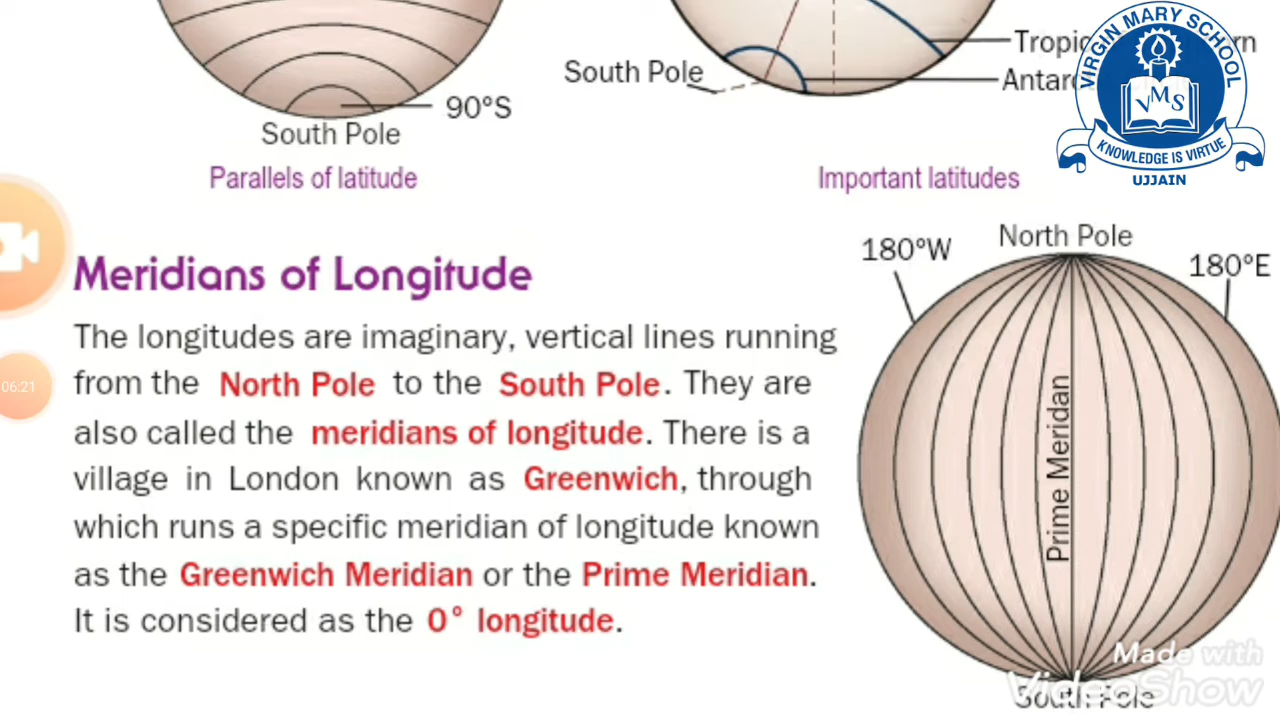 South Pole
Tropic
Antarc
90°S
South Pole
Parallels of latitude
Important latitudes
VIRGIN MARY SCHOOL
VMS
KNOWLEDGE IS VIRTUE
UJJAIN
180°W
North Pole
180°E
Meridians of Longitude
The longitudes are imaginary, vertical lines running
from the North Pole to the South Pole. They are
also called the meridians of longitude. There is a
village in London known as Greenwich, through
which runs a specific meridian of longitude known
as the Greenwich Meridian or the Prime Meridian.
It is considered as the 0° longitude.
06:21
Prime Meridan
South Pole
Made with
VideoShow